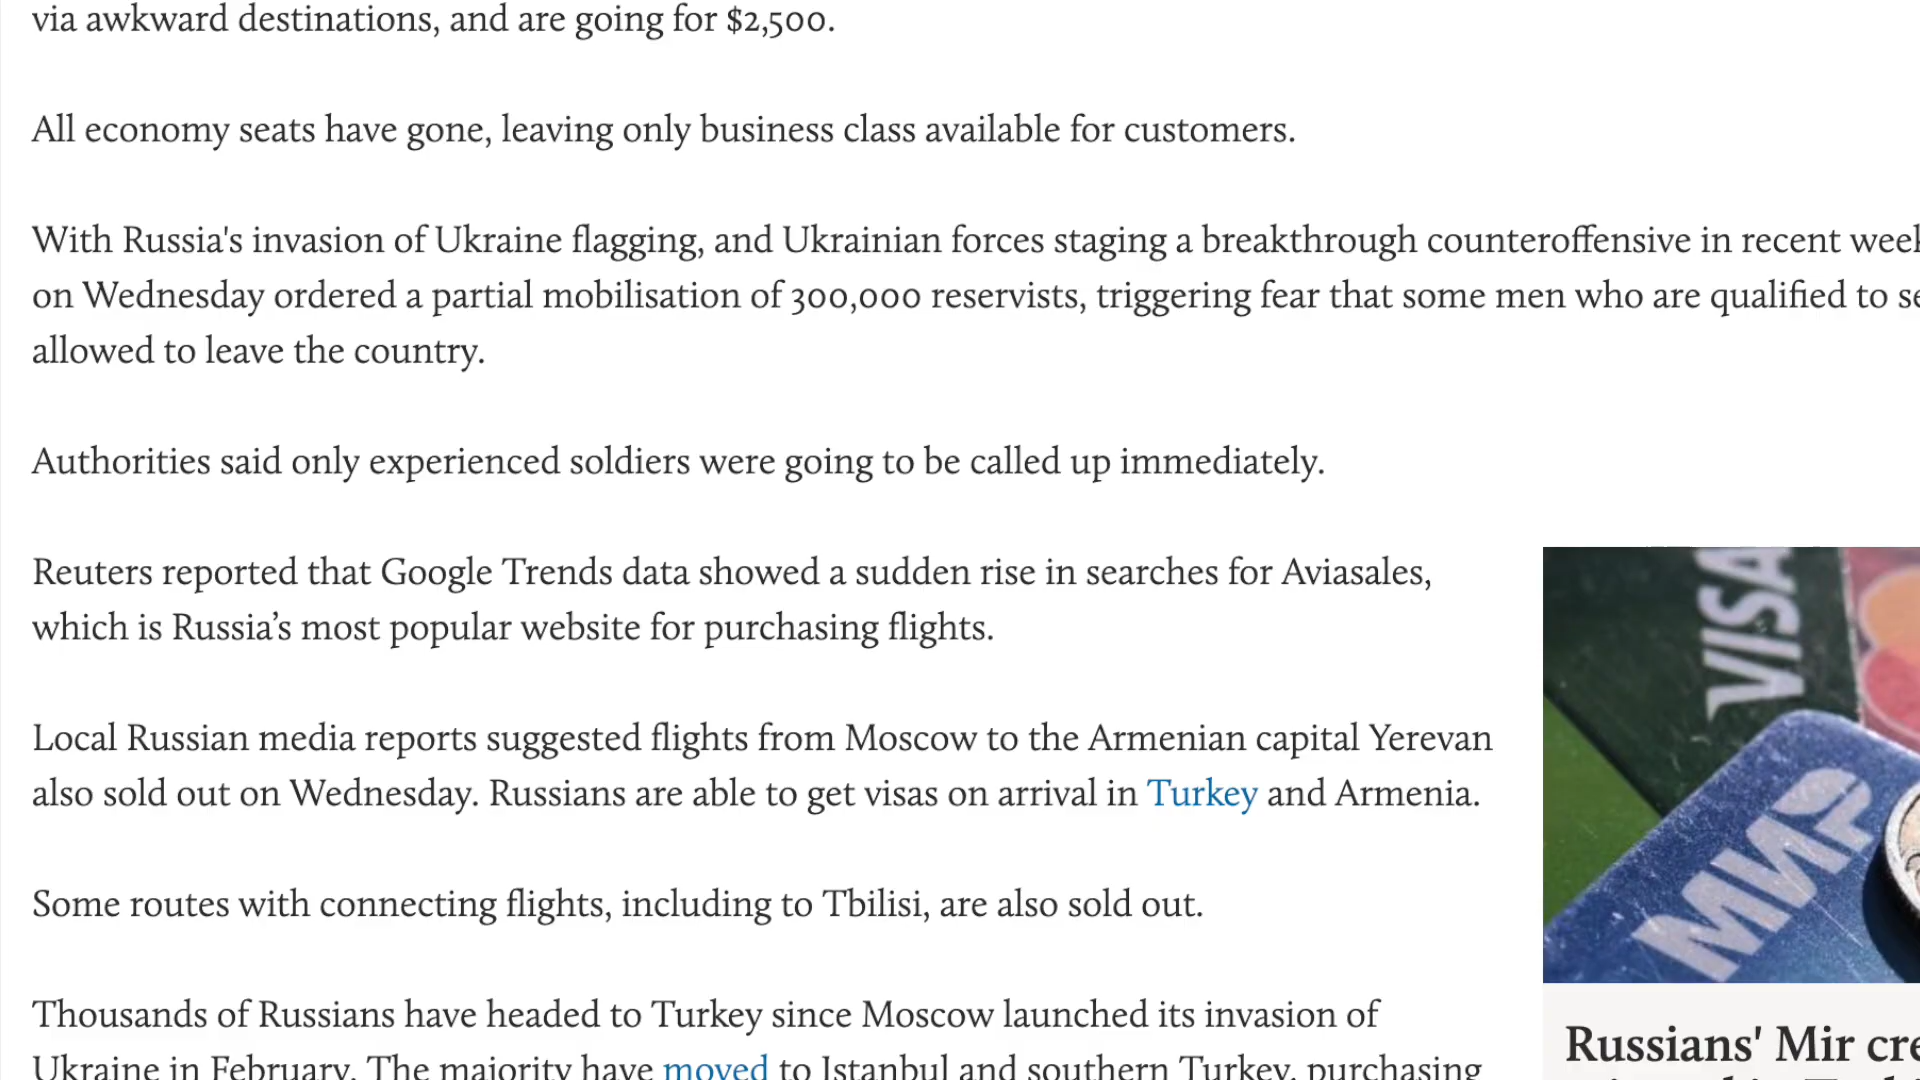 via awkward destinations, and are going for $2,500.
All economy seats have gone, leaving only business class available for customers.
With Russia's invasion of Ukraine flagging, and Ukrainian forces staging a breakthrough counteroffensive in recent
on Wednesday ordered a partial mobilisation of 300,000 reservists, triggering fear that some men who are qualified to
allowed to leave the country.
Authorities said only experienced soldiers were going to be called up immediately.
Reuters reported that Google Trends data showed a sudden rise in searches for Aviasales,
which is Russia’s most popular website for purchasing flights.
Local Russian media reports suggested flights from Moscow to the Armenian capital Yerevan
also sold out on Wednesday. Russians are able to get visas on arrival in Turkey and Armenia.
Some routes with connecting flights, including to Tbilisi, are also sold out.
Thousands of Russians have headed to Turkey since Moscow launched its invasion of
Ukraine in February. The majority have moved to Istanbul and southern Turkey, purchasing
VISA
МИР
Russians' Mir